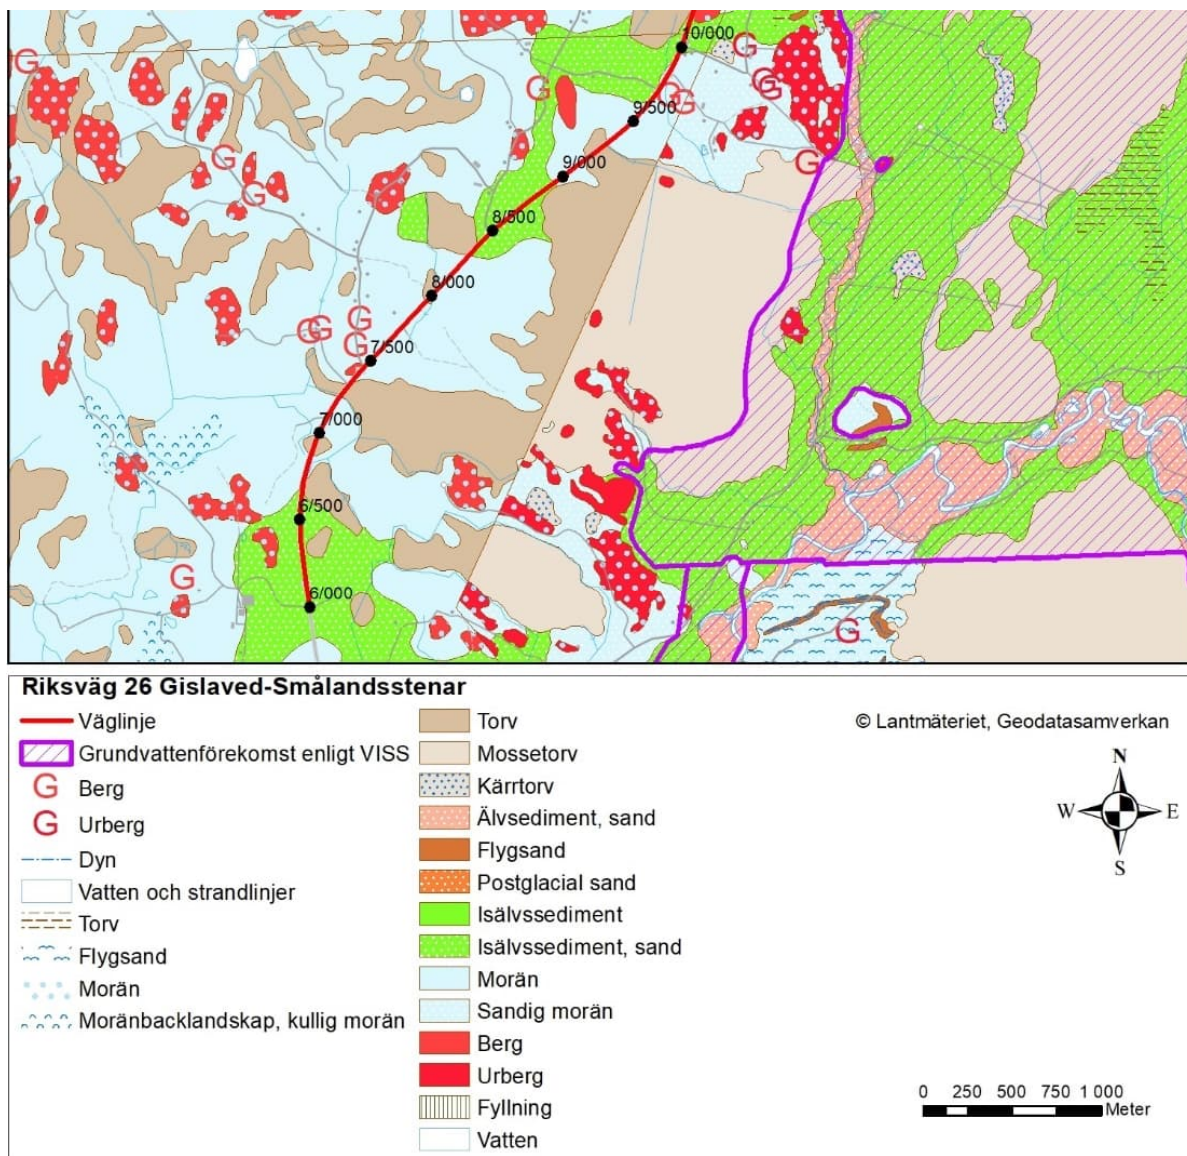 G
10/000
G
G
G
G
G
G
G
9/500
G
G
9/000
G
8/500
8/000
G
G
G
G
7/500
7/000
6/500
G
6/000
G
Riksväg 26 Gislaved-Smålandsstenar
Väglinje
Grundvattenförekomst enligt VISS
G Berg
G Urberg
Dyn
Vatten och strandlinjer
Torv
Flygsand
Morän
Moränbacklandskap, kullig morän
Torv
Mossetorv
Kärrtorv
Älvsediment, sand
Flygsand
Postglacial sand
Isälvssediment
Isälvssediment, sand
Morän
Sandig morän
Berg
Urberg
Fyllning
Vatten
© Lantmäteriet, Geodatasamverkan
N
W E
S
0 250 500 750 1 000
Meter